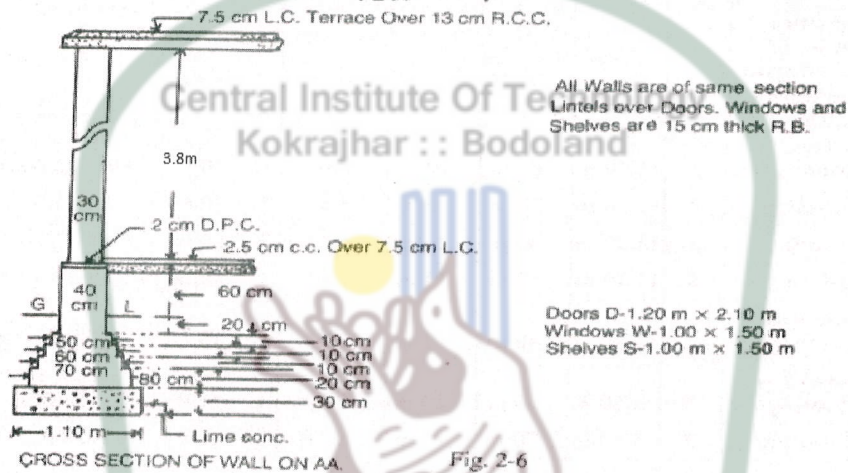 7.5 cm L.C. Terrace Over 13 cm R.C.C.
Central Institute Of Technology
Kokrajhar :: Bodoland
All Walls are of same section
Lintels over Doors. Windows and
Shelves are 15 cm thick R.B.
3.8m
30
cm
2 cm D.P.C.
2.5 cm c.c. Over 7.5 cm L.C.
40
cm
60 cm
G L
20 cm
Doors D-1.20 m × 2.10 m
Windows W-1.00 × 1.50 m
Shelves S-1.00 m × 1.50 m
50 cm
10 cm
60 cm
10 cm
70 cm
10 cm
80 cm
20 cm
30 cm
1.10 m
Lime conc.
CROSS SECTION OF WALL ON AA.
Fig. 2-6